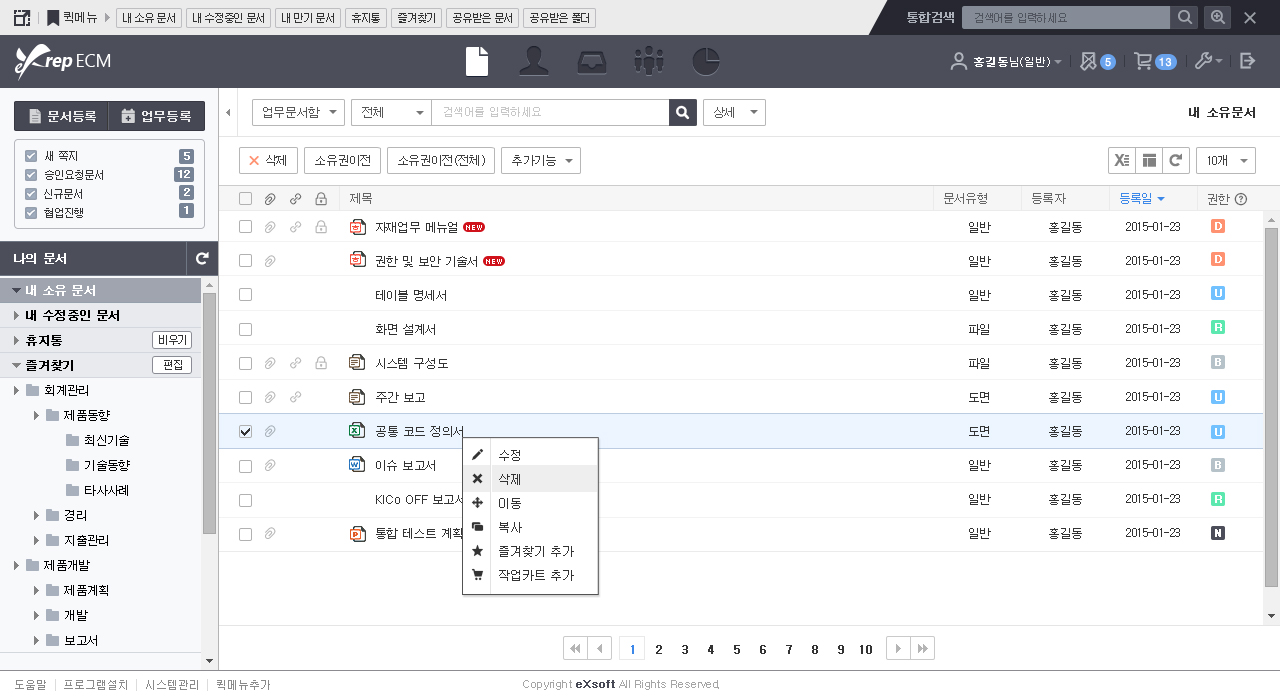 퀵메뉴 내 소유 문서 내 수정중인 문서 내 만기 문서 휴지통 즐겨찾기 공유받은 문서 공유받은 폴더 통합검색 검색어를 입력하세요
Xrep ECM 홍길동님(일반) 5 13
문서등록 업무등록
새 쪽지 5
승인요청문서 12
신규문서 2
협업진행 1
나의 문서
내 소유 문서
내 수정중인 문서
휴지통 비우기
즐겨찾기 편집
회계관리
제품동향
최신기술
기술동향
타사사례
경리
지출관리
제품개발
제품계획
개발
보고서
업무문서함 전체 검색어를 입력하세요 상세 내 소유문서
삭제 소유권이전 소유권이전(전체) 추가기능 10개
제목 문서유형 등록자 등록일 권한
자재업무 메뉴얼 NEW 일반 홍길동 2015-01-23 D
권한 및 보안 기술서 NEW 일반 홍길동 2015-01-23 D
테이블 명세서 일반 홍길동 2015-01-23 U
화면 설계서 파일 홍길동 2015-01-23 R
시스템 구성도 파일 홍길동 2015-01-23 B
주간 보고 도면 홍길동 2015-01-23 U
공통 코드 정의서 도면 홍길동 2015-01-23 U
이슈 보고서 일반 홍길동 2015-01-23 B
KICo OFF 보고서 일반 홍길동 2015-01-23 R
통합 테스트 계획 일반 홍길동 2015-01-23 N
수정
삭제
이동
복사
즐겨찾기 추가
작업카트 추가
1 2 3 4 5 6 7 8 9 10
도움말 프로그램설치 시스템관리 퀵메뉴추가 Copyright eXsoft All Rights Reserved.